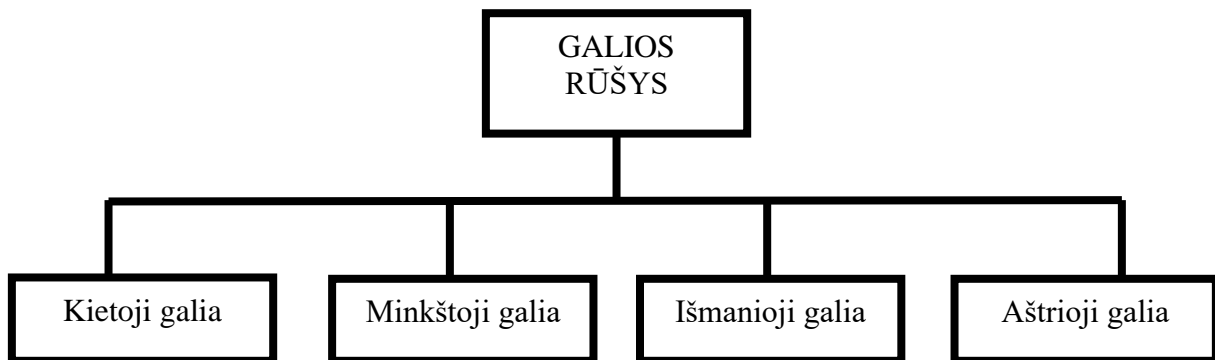 GALIOS
RŪŠYS
Kietoji galia
Minkštoji galia
Išmanioji galia
Aštrioji galia